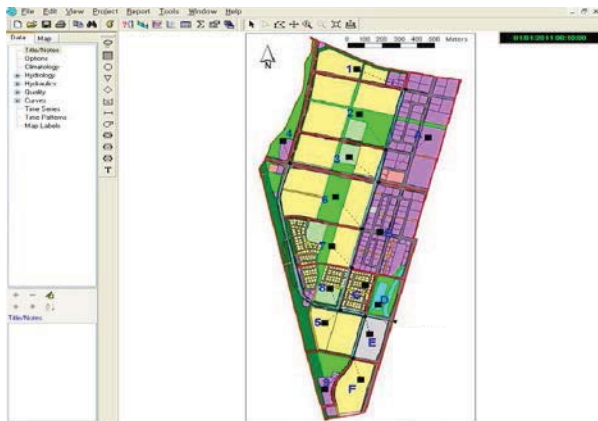 File Edit View Project Report Tools Window Help
Data Map
Title/Notes
Options
Climatology
Hydrology
Hydraulics
Quality
Curves
Time Series
Time Patterns
Map Labels
T
Title/Notes
0 100 200 300 400 500 Meters
01/01/2011 00:10:00
N
1
2
A
4
3
6
B
7
8
C
D
5
E
9
F